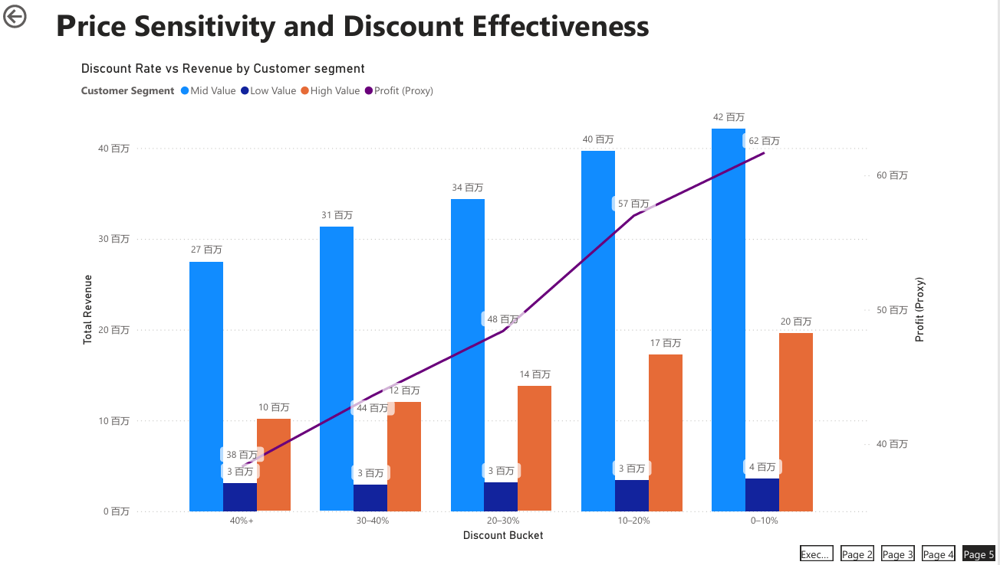 Price Sensitivity and Discount Effectiveness
Discount Rate vs Revenue by Customer segment
Customer Segment Mid Value Low Value High Value Profit (Proxy)
42 百万
40 百万
62 百万
40 百万
60 百万
34 百万
57 百万
31 百万
30 百万
27 百万
Total Revenue
Profit (Proxy)
48 百万
50 百万
20 百万
20 百万
17 百万
14 百万
12 百万
10 百万
44 百万
10 百万
40 百万
38 百万
3 百万
3 百万
3 百万
3 百万
4 百万
0 百万
40%+
30–40%
20–30%
10–20%
0–10%
Discount Bucket
Exec...
Page 2
Page 3
Page 4
Page 5